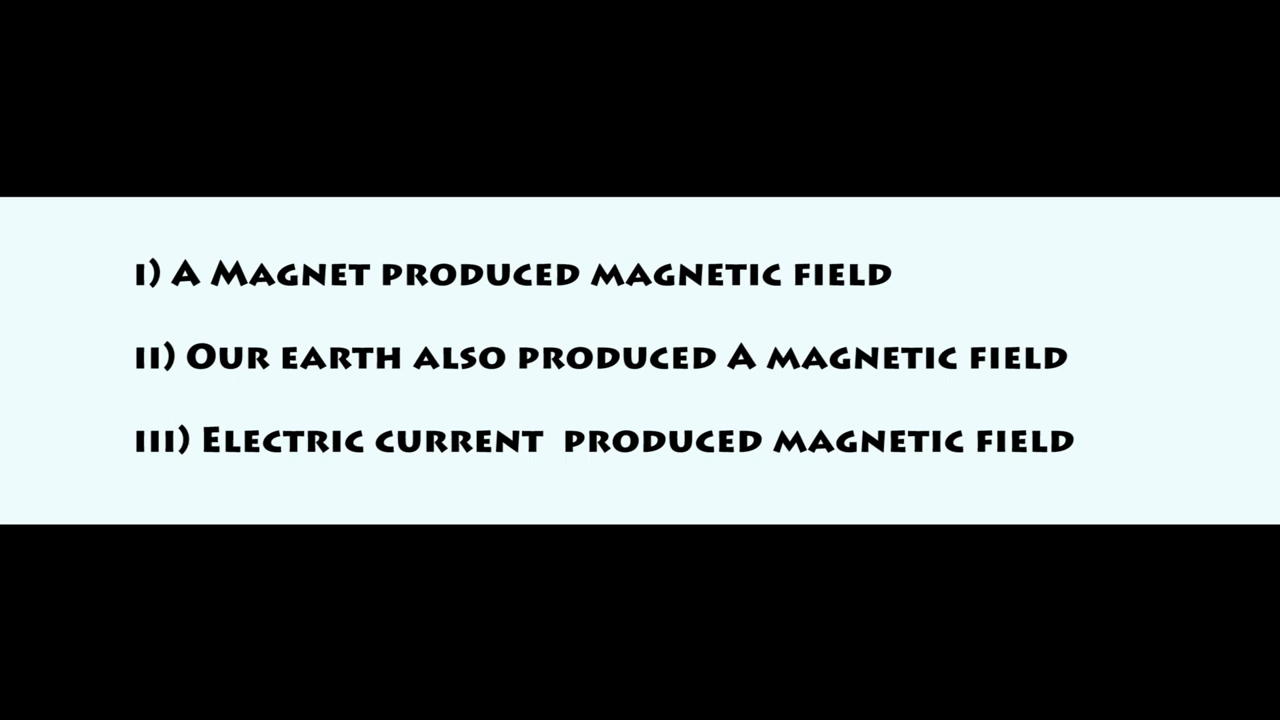 i) A Magnet produced magnetic field
ii) Our earth also produced A magnetic field
iii) Electric current produced magnetic field